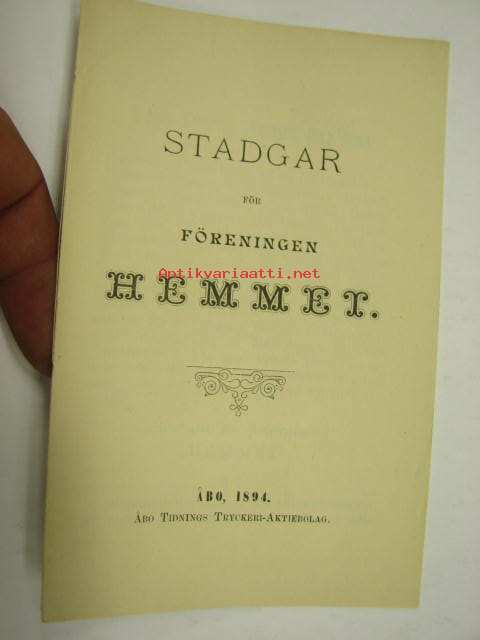 STADGAR
FÖR
FÖRENINGEN
Antikvariaatti.net
HEMMET.
ÅBO, 1894.
ÅBO TIDNINGS TRYCKERI-AKTIEBOLAG.